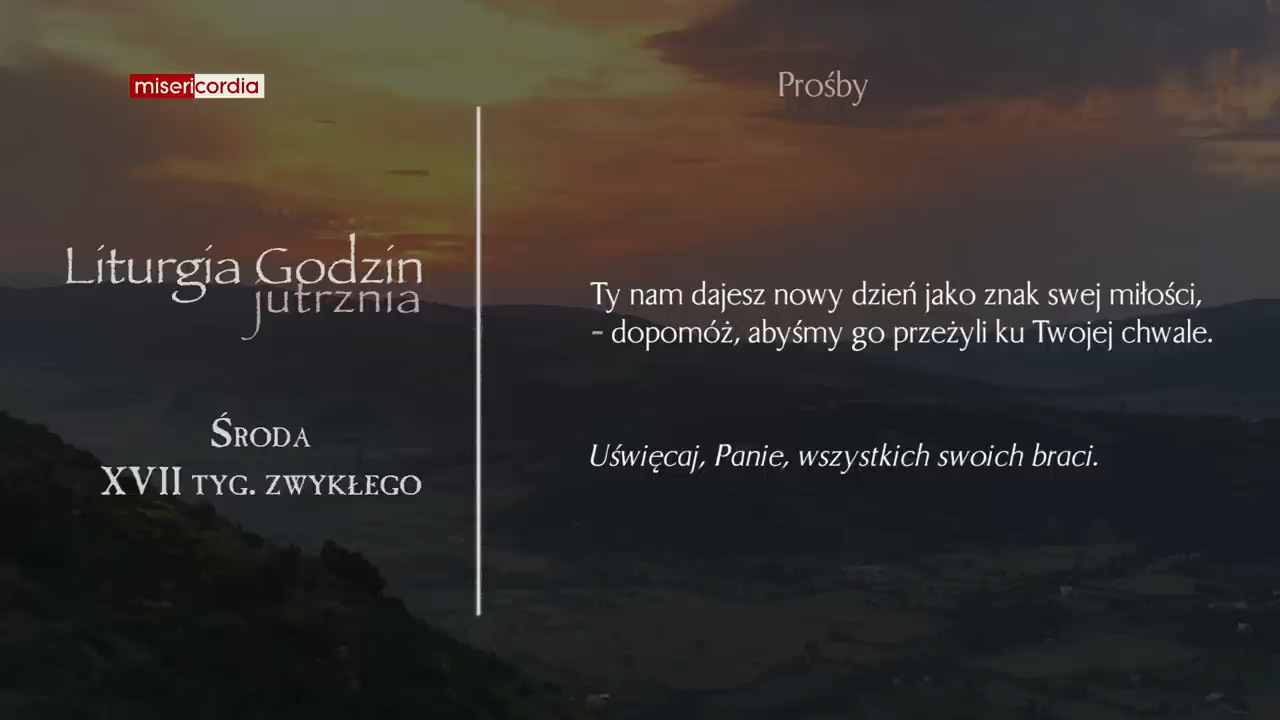 misericordia
Prośby
Liturgia Godzin
jutrznia
Środa
XVII tyg. zwykłego
Ty nam dajesz nowy dzień jako znak swej miłości,
- dopomóż, abyśmy go przeżyli ku Twojej chwale.
Uświęcaj, Panie, wszystkich swoich braci.